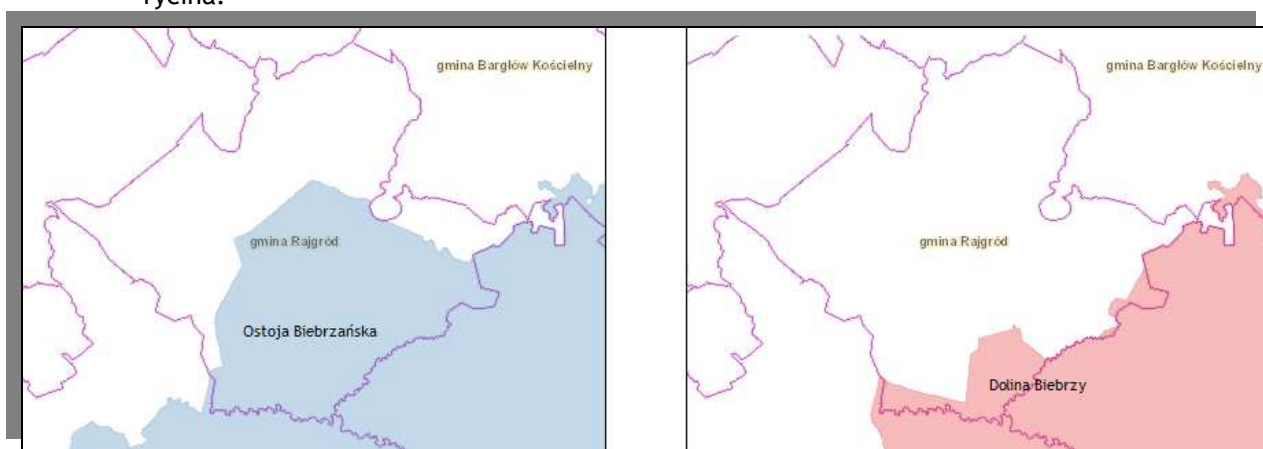 rycina.
gmina Bargłów Kościelny
gmina Rajgród
Ostoja Biebrzańska
gmina Bargłów Kościelny
gmina Rajgród
Dolina Biebrzy